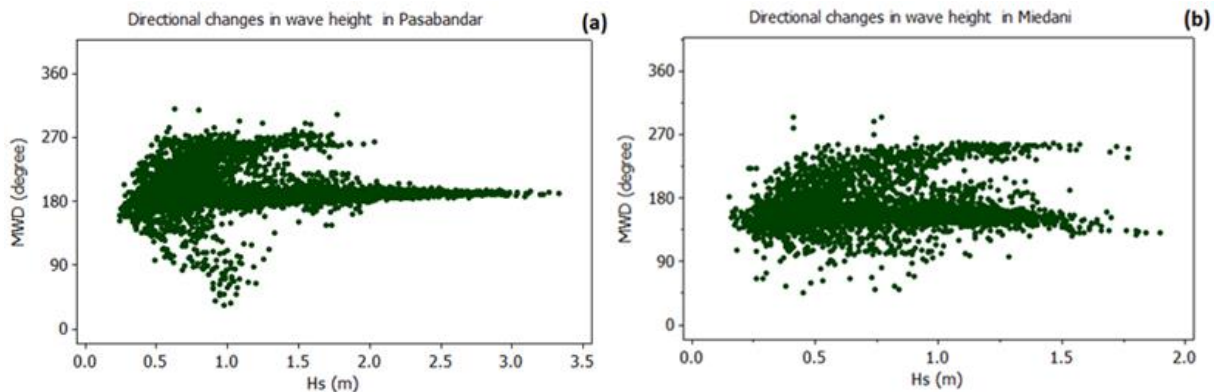 Directional changes in wave height in Pasabandar
(a)
MWD (degree)
360
270
180
90
0
0.0 0.5 1.0 1.5 2.0 2.5 3.0 3.5
Hs (m)
Directional changes in wave height in Miedani
(b)
MWD (degree)
360
270
180
90
0
0.0 0.5 1.0 1.5 2.0
Hs (m)